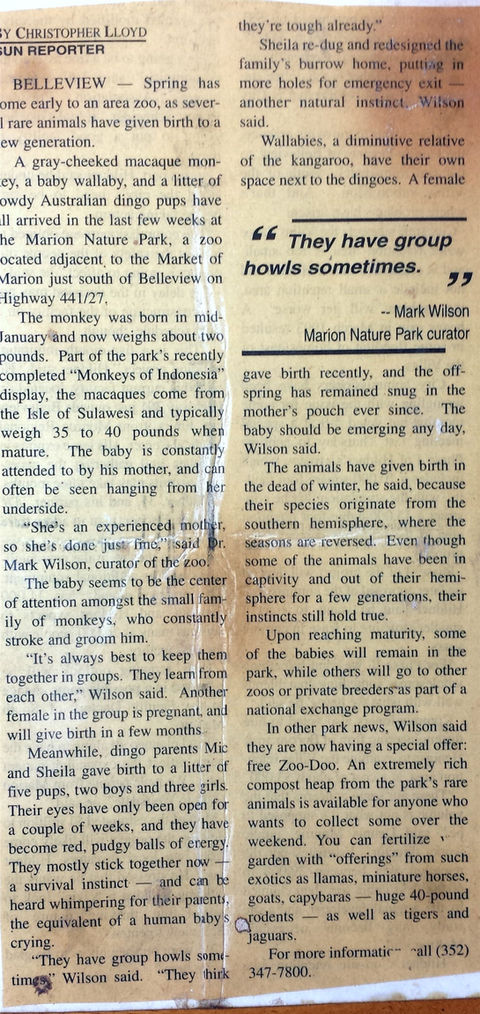 BY CHRISTOPHER LLOYD
SUN REPORTER
BELLEVIEW — Spring has
ome early to an area zoo, as sever-
l rare animals have given birth to a
ew generation.
A gray-cheeked macaque mon-
key, a baby wallaby, and a litter of
owdy Australian dingo pups have
all arrived in the last few weeks at
the Marion Nature Park, a zoo
located adjacent to the Market of
Marion just south of Belleview on
Highway 441/27.
The monkey was born in mid-
January and now weighs about two
pounds. Part of the park's recently
completed “Monkeys of Indonesia”
display, the macaques come from
the Isle of Sulawesi and typically
weigh 35 to 40 pounds when
mature. The baby is constantly
attended to by his mother, and can
often be seen hanging from her
underside.
“She's an experienced mother,
so she's done just fine,” said Dr.
Mark Wilson, curator of the zoo.
The baby seems to be the center
of attention amongst the small fam-
ily of monkeys, who constantly
stroke and groom him.
“It's always best to keep them
together in groups. They learn from
each other,” Wilson said. Another
female in the group is pregnant, and
will give birth in a few months.
Meanwhile, dingo parents Mic
and Sheila gave birth to a litter of
five pups, two boys and three girls.
Their eyes have only been open for
a couple of weeks, and they have
become red, pudgy balls of energy.
They mostly stick together now —
a survival instinct — and can be
heard whimpering for their parents,
the equivalent of a human baby's
crying.
“They have group howls some-
times,” Wilson said. “They think
they're tough already.”
Sheila re-dug and redesigned the
family's burrow home, putting in
more holes for emergency exit —
another natural instinct, Wilson
said.
Wallabies, a diminutive relative
of the kangaroo, have their own
space next to the dingoes. A female
“ They have group
howls sometimes. ”
-- Mark Wilson
Marion Nature Park curator
gave birth recently, and the off-
spring has remained snug in the
mother's pouch ever since. The
baby should be emerging any day,
Wilson said.
The animals have given birth in
the dead of winter, he said, because
their species originate from the
southern hemisphere, where the
seasons are reversed. Even though
some of the animals have been in
captivity and out of their hemi-
sphere for a few generations, their
instincts still hold true.
Upon reaching maturity, some
of the babies will remain in the
park, while others will go to other
zoos or private breeders as part of a
national exchange program.
In other park news, Wilson said
they are now having a special offer:
free Zoo-Doo. An extremely rich
compost heap from the park's rare
animals is available for anyone who
wants to collect some over the
weekend. You can fertilize
garden with “offerings” from such
exotics as llamas, miniature horses,
goats, capybaras — huge 40-pound
rodents — as well as tigers and
jaguars.
For more information call (352)
347-7800.